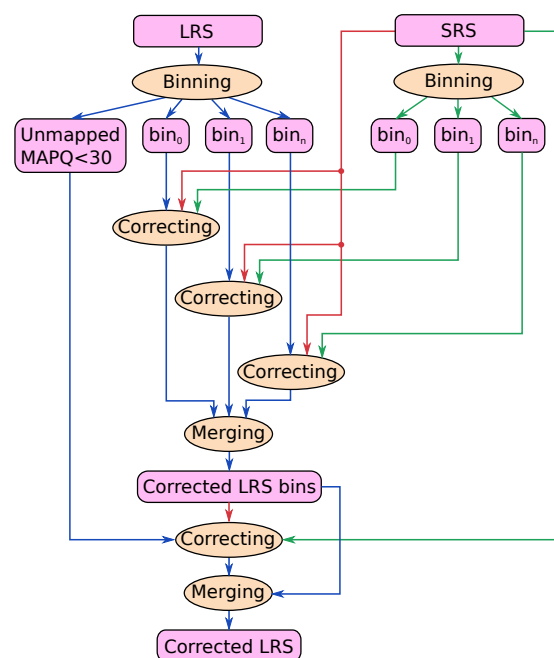 LRS
SRS
Binning
Binning
Unmapped
MAPQ<30
bin₀
bin₁
binₙ
bin₀
bin₁
binₙ
Correcting
Correcting
Correcting
Merging
Corrected LRS bins
Correcting
Merging
Corrected LRS